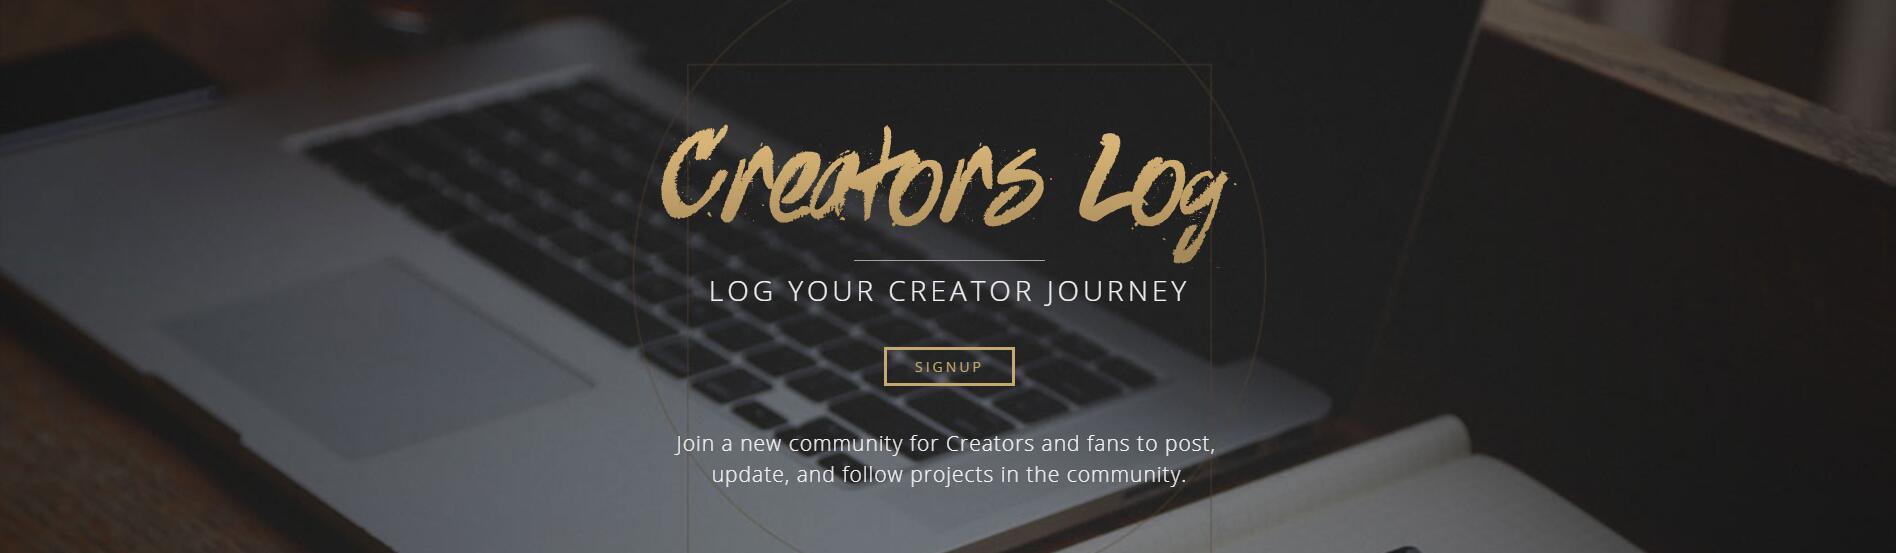 Creators Log
LOG YOUR CREATOR JOURNEY
SIGNUP
Join a new community for Creators and fans to post,
update, and follow projects in the community.